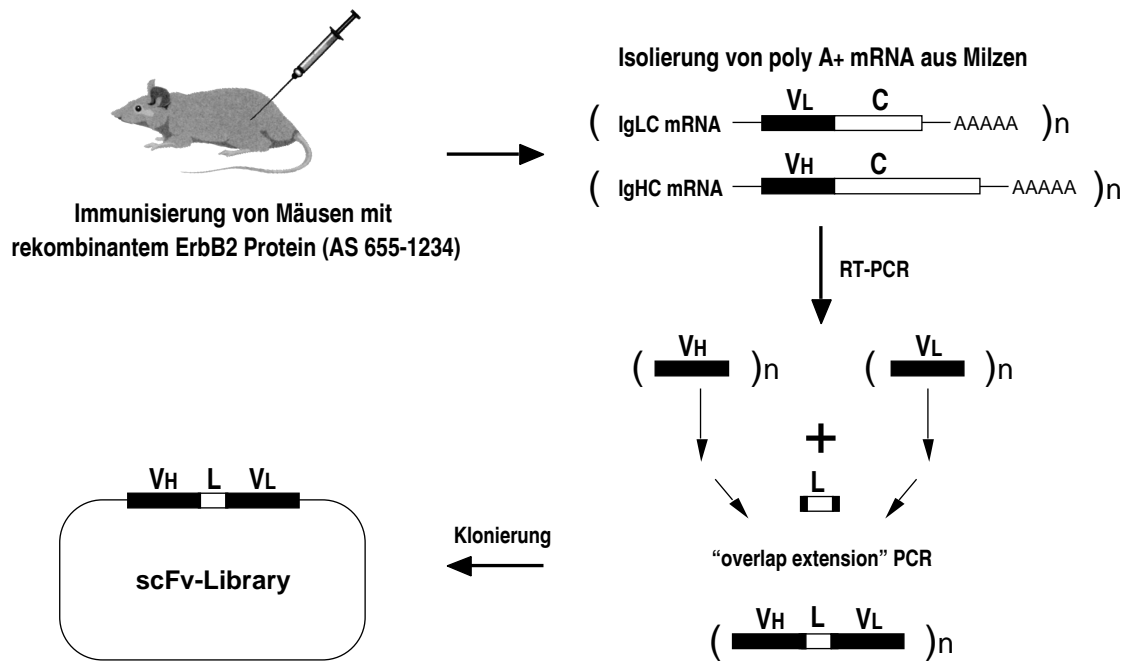 Immunisierung von Mäusen mit
rekombinantem ErbB2 Protein (AS 655-1234)
Isolierung von poly A+ mRNA aus Milzen
VL C
( IgLC mRNA AAAAA )n
VH C
( IgHC mRNA AAAAA )n
RT-PCR
VH VL
( )n ( )n
+
L
“overlap extension” PCR
VH L VL
( )n
Klonierung
VH L VL
scFv-Library